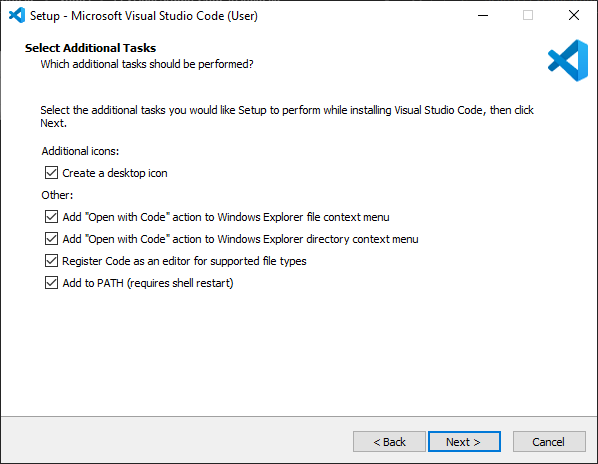 Setup - Microsoft Visual Studio Code (User)
Select Additional Tasks
Which additional tasks should be performed?
Select the additional tasks you would like Setup to perform while installing Visual Studio Code, then click
Next.
Additional icons:
Create a desktop icon
Other:
Add "Open with Code" action to Windows Explorer file context menu
Add "Open with Code" action to Windows Explorer directory context menu
Register Code as an editor for supported file types
Add to PATH (requires shell restart)
< Back
Next >
Cancel